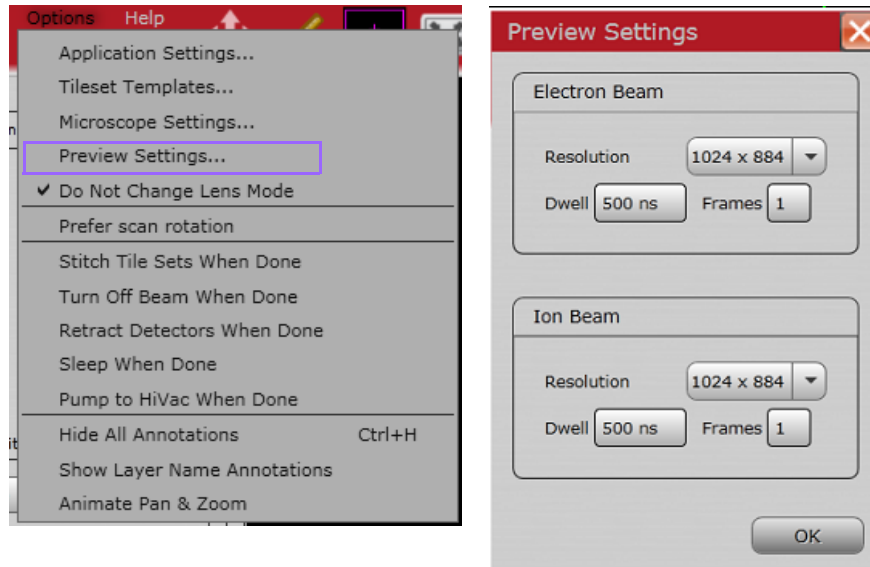 Options Help
Application Settings...
Tileset Templates...
Microscope Settings...
Preview Settings...
✔ Do Not Change Lens Mode
Prefer scan rotation
Stitch Tile Sets When Done
Turn Off Beam When Done
Retract Detectors When Done
Sleep When Done
Pump to HiVac When Done
Hide All Annotations Ctrl+H
Show Layer Name Annotations
Animate Pan & Zoom
Preview Settings
Electron Beam
Resolution 1024 x 884
Dwell 500 ns Frames 1
Ion Beam
Resolution 1024 x 884
Dwell 500 ns Frames 1
OK